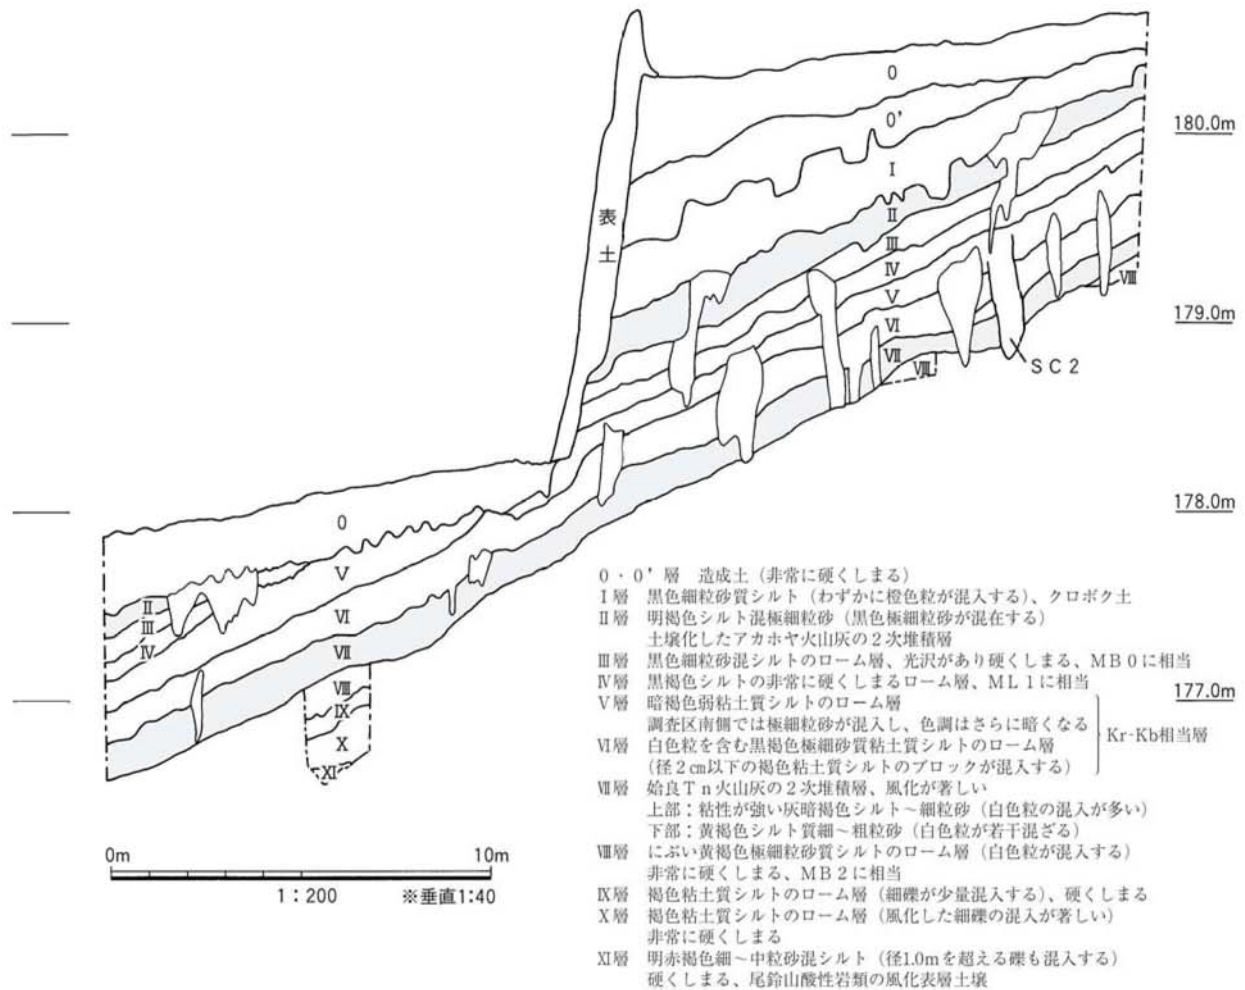 0
0'
180.0m
I
表
土
II
III
IV
V
VI
VII
VIII
VIII
179.0m
SC2
178.0m
0
V
II
III
IV
VI
VII
VIII
IX
X
XI
177.0m
0・0'層 造成土（非常に硬くしまる）
Ⅰ層 黒色細粒砂質シルト（わずかに橙色粒が混入する）、クロボク土
Ⅱ層 明褐色シルト混極細粒砂（黒色極細粒砂が混在する）
土壌化したアカホヤ火山灰の2次堆積層
Ⅲ層 黒色細粒砂混シルトのローム層、光沢があり硬くしまる、MB0に相当
Ⅳ層 黒褐色シルトの非常に硬くしまるローム層、ML1に相当
Ⅴ層 暗褐色弱粘土質シルトのローム層
調査区南側では極細粒砂が混入し、色調はさらに暗くなる
Kr-Kb相当層
Ⅵ層 白色粒を含む黒褐色極細砂質粘土質シルトのローム層
（径2㎝以下の褐色粘土質シルトのブロックが混入する）
Ⅶ層 姶良Tn火山灰の2次堆積層、風化が著しい
上部：粘性が強い灰暗褐色シルト～細粒砂（白色粒の混入が多い）
下部：黄褐色シルト質細～粗粒砂（白色粒が若干混ざる）
Ⅷ層 にぶい黄褐色極細粒砂質シルトのローム層（白色粒が混入する）
非常に硬くしまる、MB2に相当
Ⅸ層 褐色粘土質シルトのローム層（細礫が少量混入する）、硬くしまる
Ⅹ層 褐色粘土質シルトのローム層（風化した細礫の混入が著しい）
非常に硬くしまる
Ⅺ層 明赤褐色細～中粒砂混シルト（径1.0mを超える礫も混入する）
硬くしまる、尾鈴山酸性岩類の風化表層土壌
0m 10m
1：200 ※垂直1:40